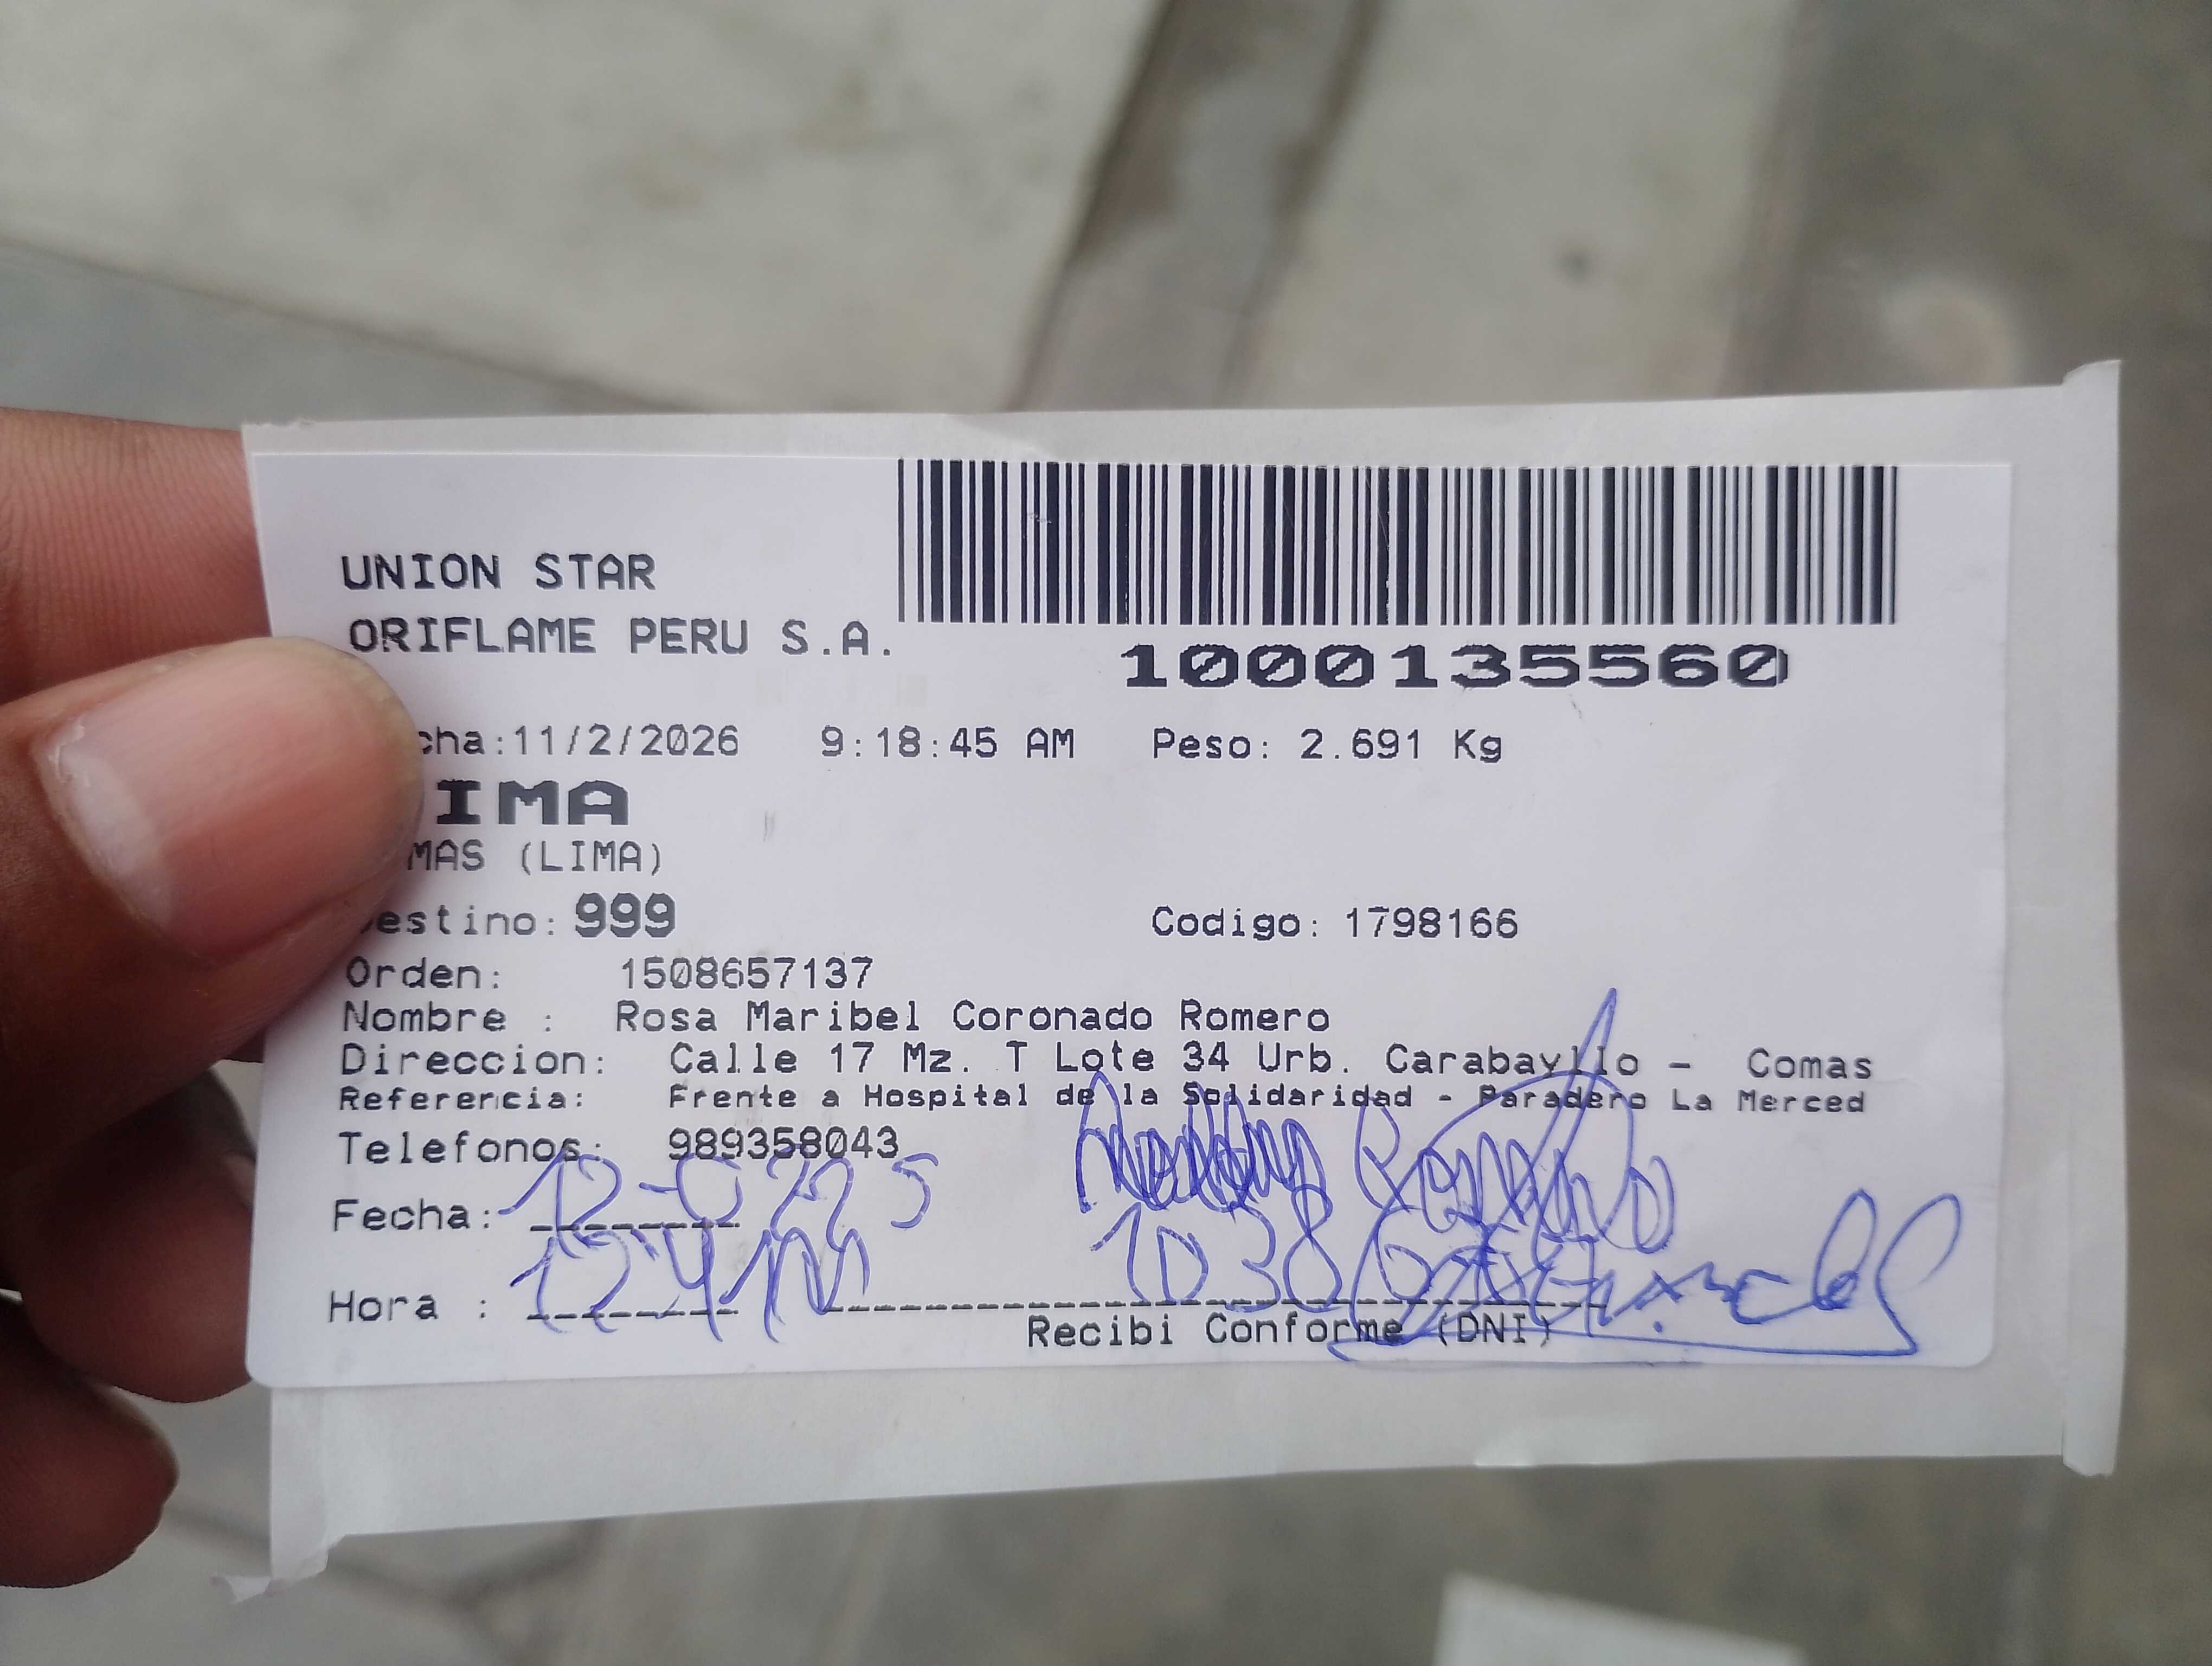 UNION STAR
ORIFLAME PERU S.A.
1000135560
cha:11/2/2026 9:18:45 AM Peso: 2.691 Kg
IMA
MAS (LIMA)
estino: 999 Codigo: 1798166
Orden: 1508657137
Nombre : Rosa Maribel Coronado Romero
Direccion: Calle 17 Mz. T Lote 34 Urb. Carabayllo - Comas
Referencia: Frente a Hospital de la Solidaridad - Paradero La Merced
Telefonos: 989358043
Fecha:
Hora :
Recibi Conforme (DNI)